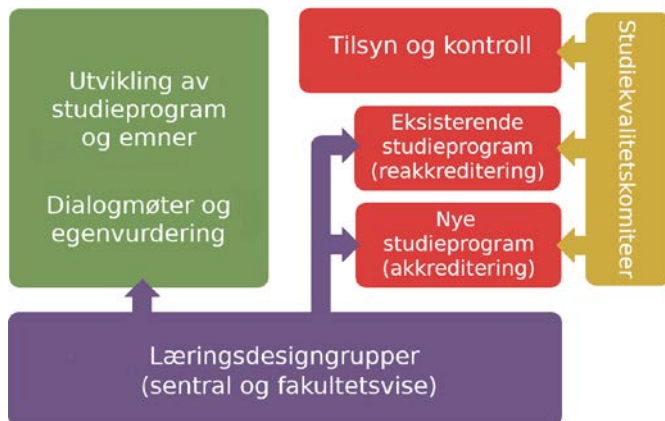 Utvikling av
studieprogram
og emner
Dialogmøter og
egenvurdering
Tilsyn og kontroll
Eksisterende
studieprogram
(reakkreditering)
Nye
studieprogram
(akkreditering)
Studiekvalitetskomiteer
Læringsdesigngrupper
(sentral og fakultetsvise)